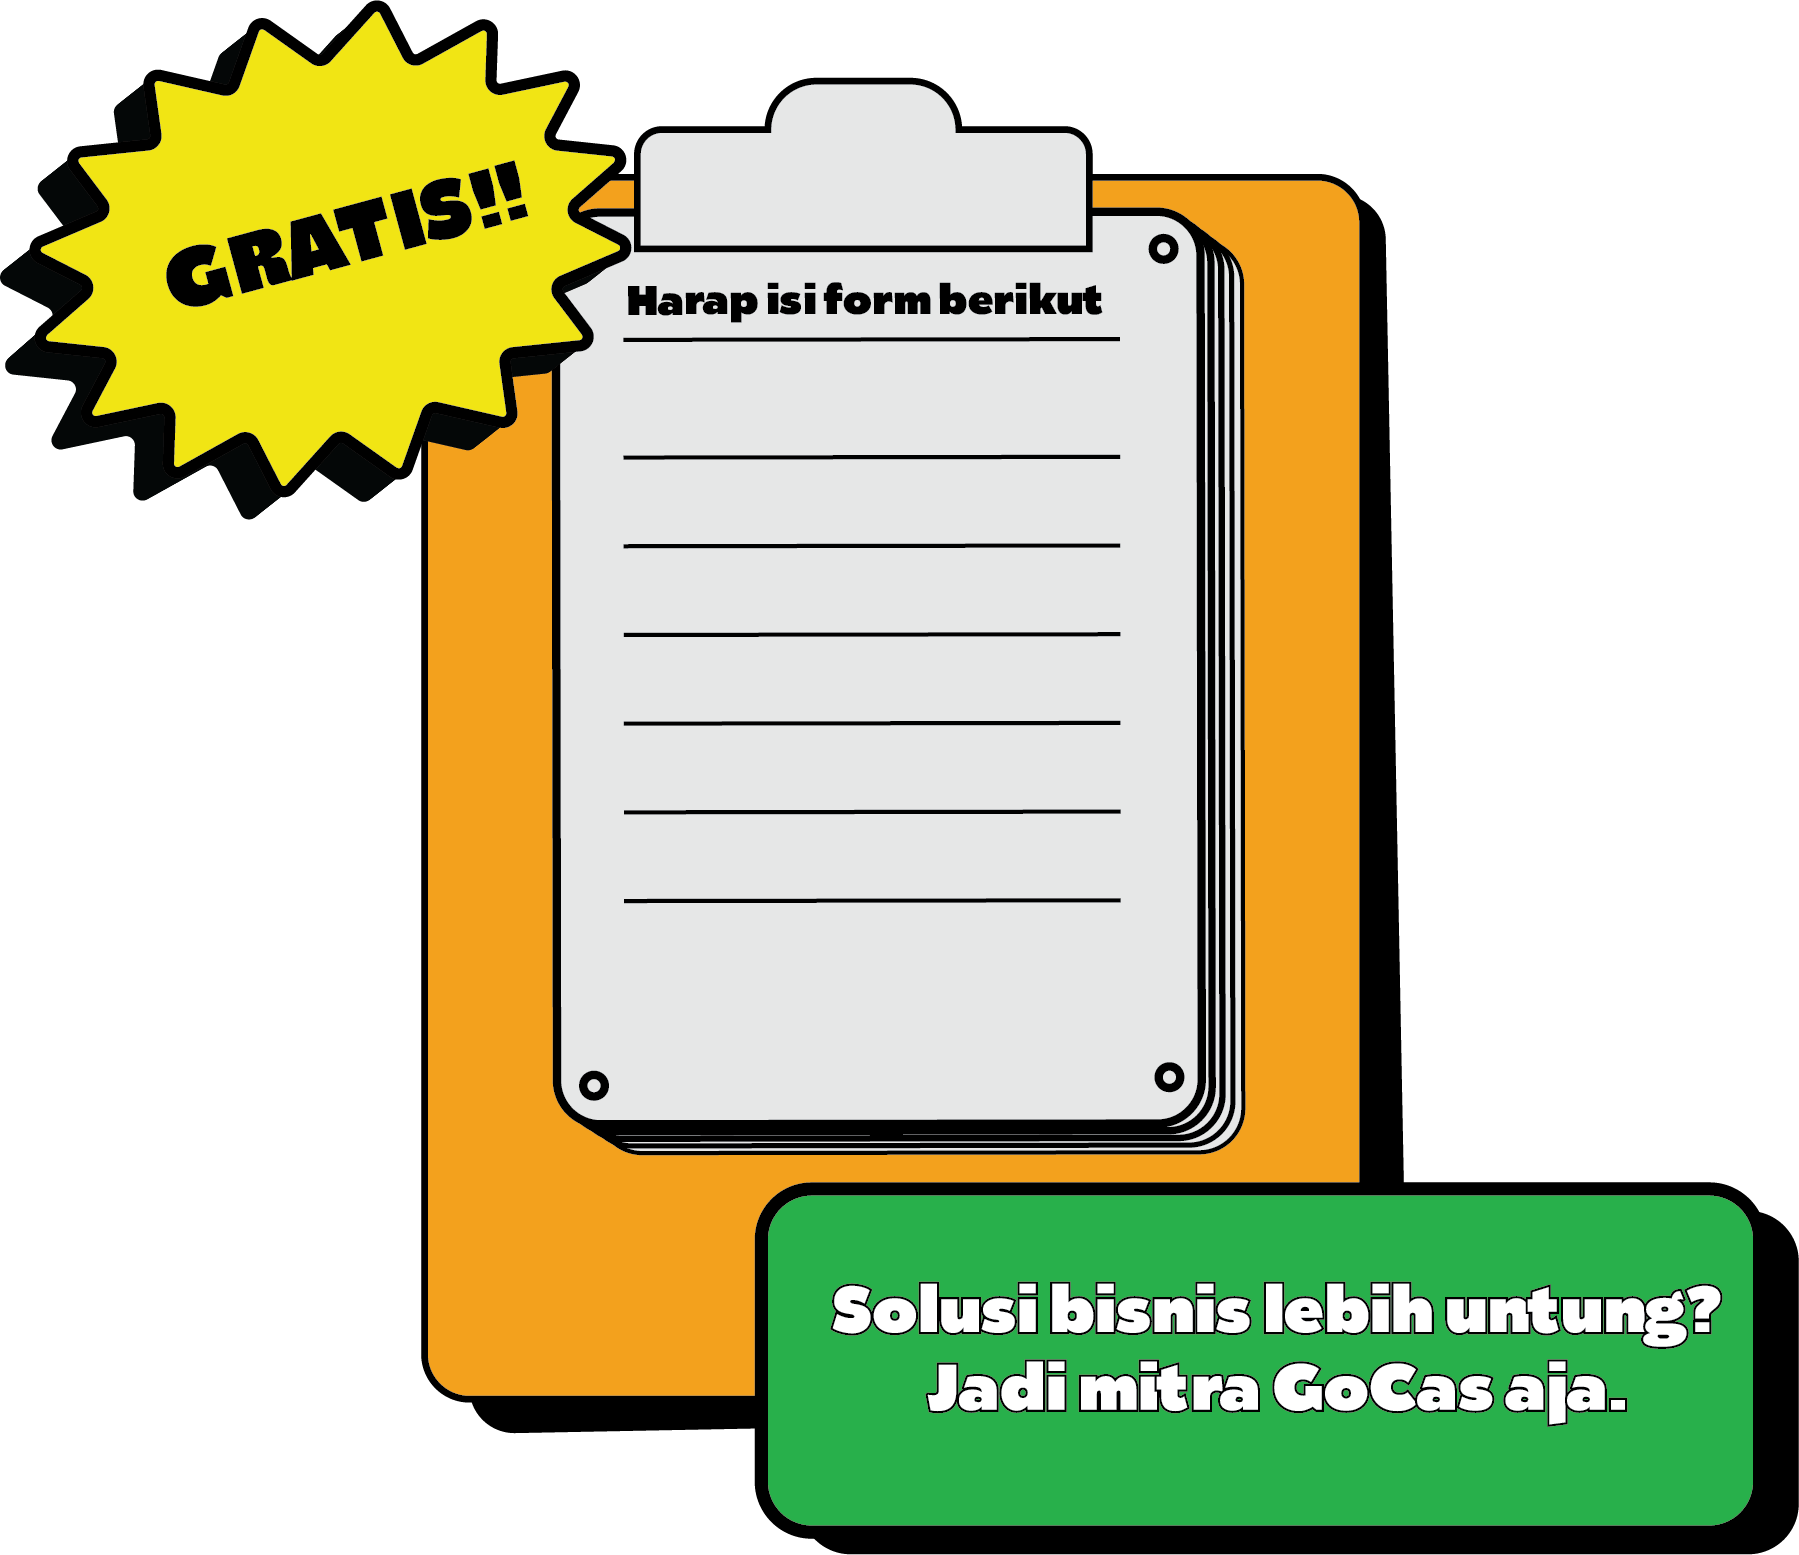 GRATIS!!
Harap isi form berikut
Solusi bisnis lebih untung?
Jadi mitra GoCas aja.